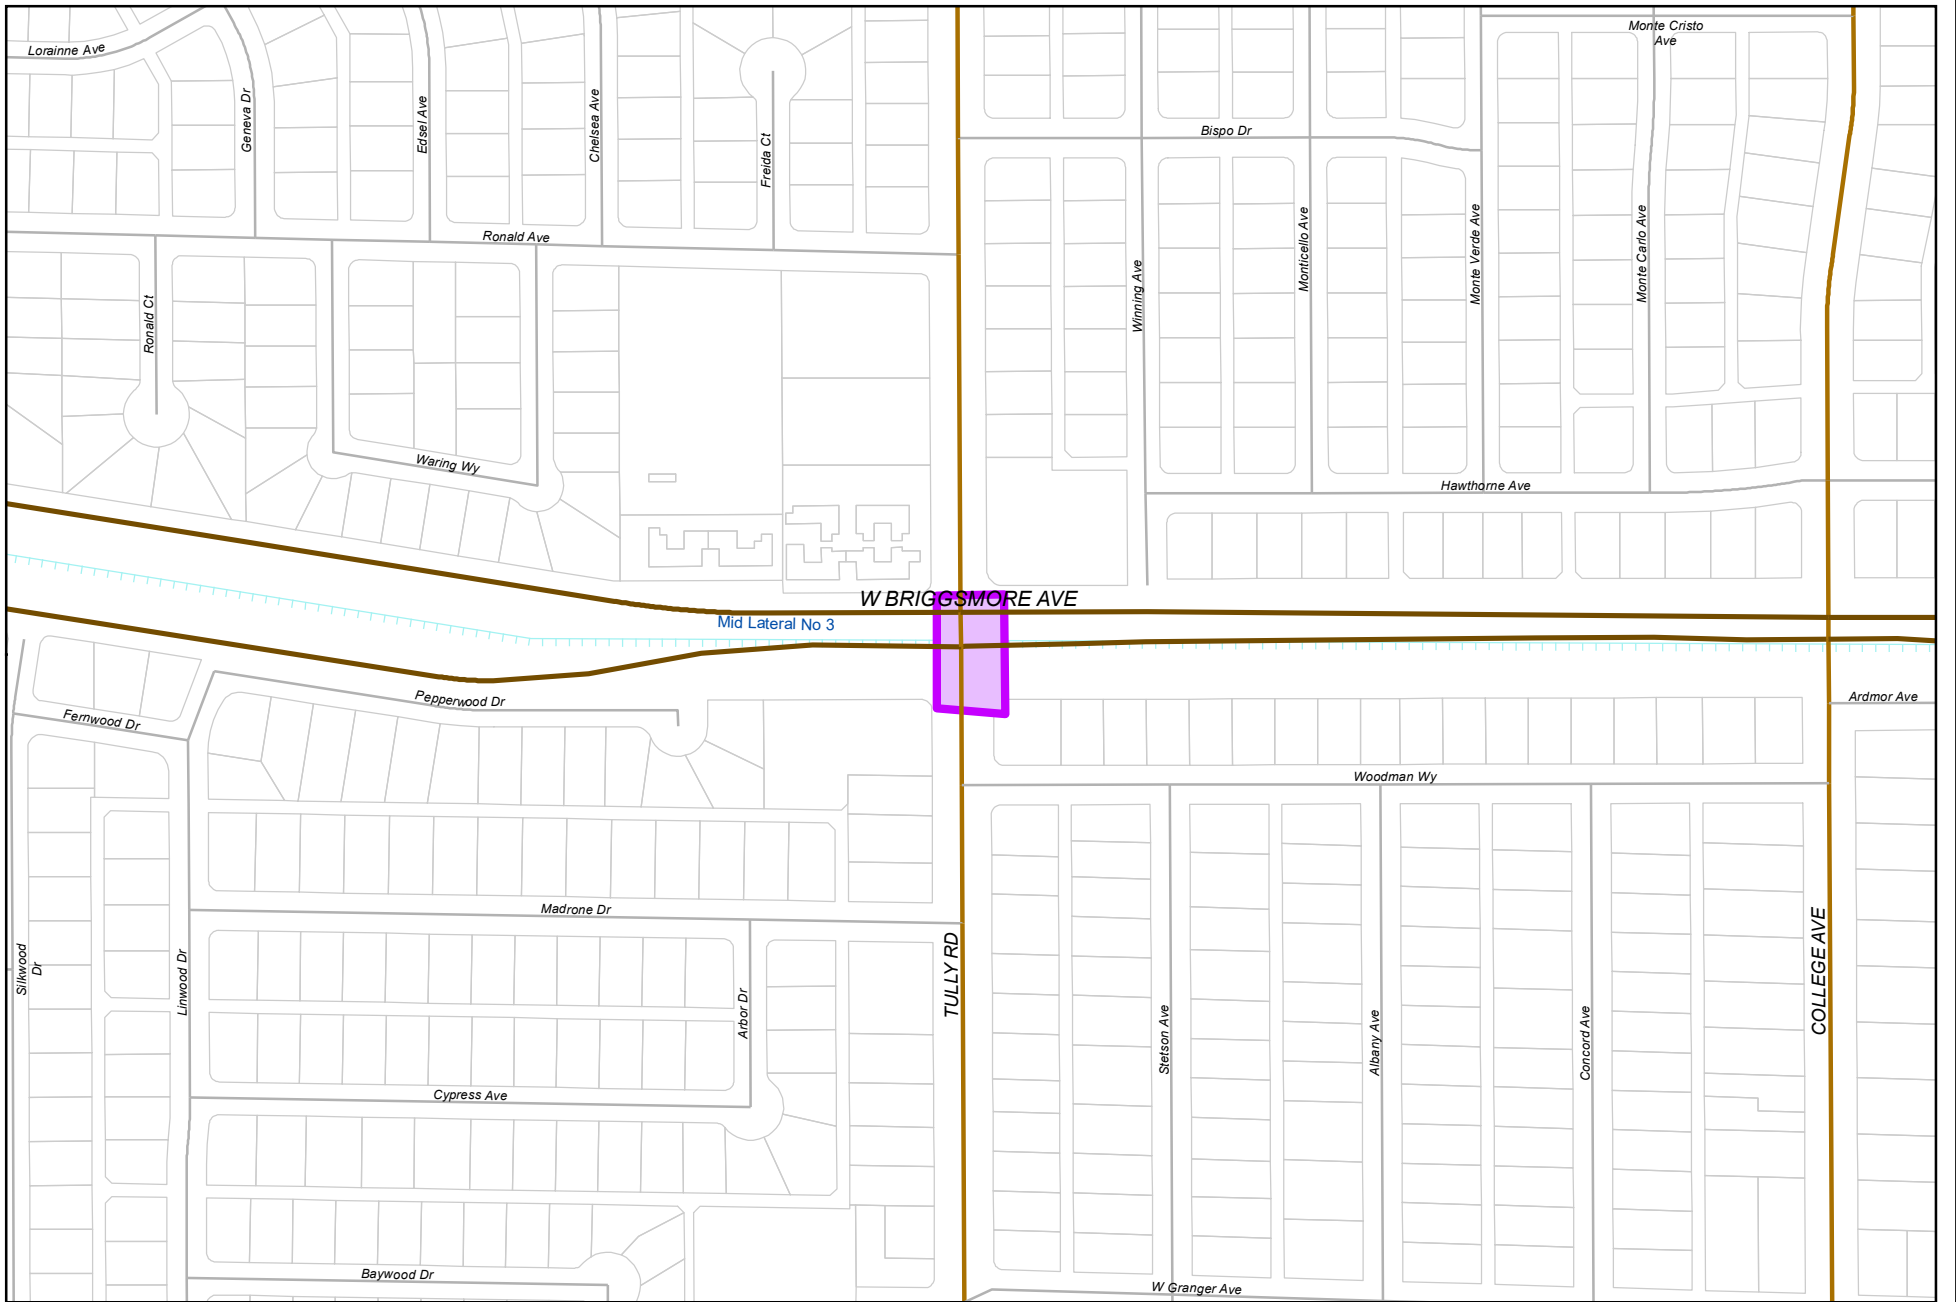 Monte Cristo
Ave
Lorainne Ave
Geneva Dr
Edsel Ave
Chelsea Ave
Freida Ct
Bispo Dr
Ronald Ave
Winning Ave
Monticello Ave
Monte Verde Ave
Monte Carlo Ave
Ronald Ct
Waring Wy
Hawthorne Ave
W BRIGGSMORE AVE
Mid Lateral No 3
Pepperwood Dr
Fernwood Dr
Ardmor Ave
Woodman Wy
Madrone Dr
Silkwood
Dr
Linwood Dr
Arbor Dr
TULLY RD
Stetson Ave
Albany Ave
Concord Ave
COLLEGE AVE
Cypress Ave
Baywood Dr
W Granger Ave